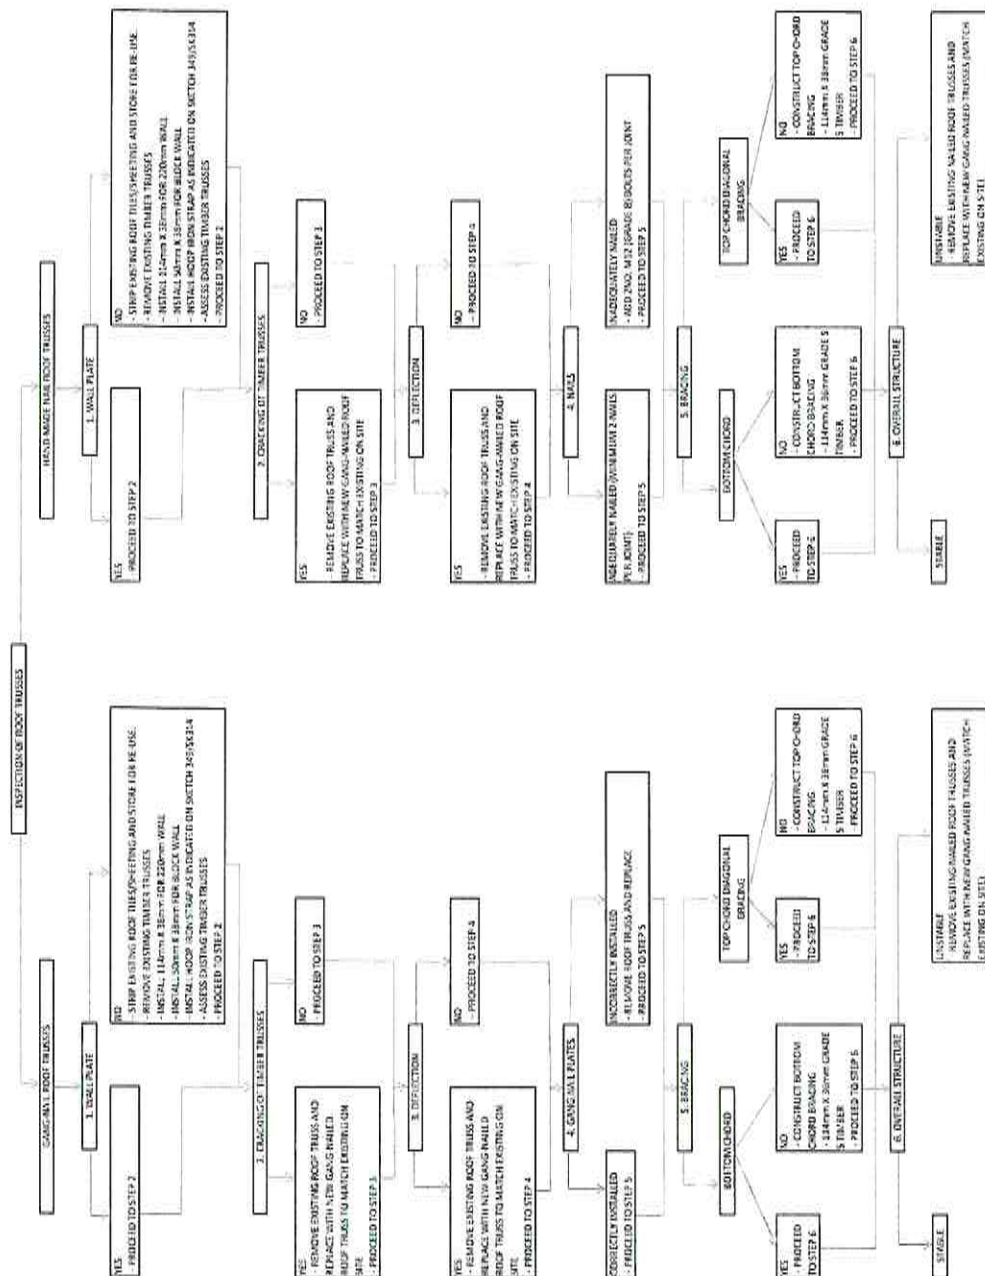 INSPECTION OF ROOF TRUSSES
GANG-NAIL ROOF TRUSSES
1. WALL PLATE
YES
- PROCEED TO STEP 2
NO
- STRIP EXISTING ROOF TILES/SHEETING AND STORE FOR RE-USE.
- REMOVE EXISTING TIMBER TRUSSES
- INSTALL 114mm X 38mm FOR 220mm WALL
- INSTALL 50mm X 38mm FOR BLOCK WALL
- INSTALL HOOP IRON STRAP AS INDICATED ON SKETCH 349/SK314
- ASSESS EXISTING TIMBER TRUSSES
- PROCEED TO STEP 2
2. CRACKING OF TIMBER TRUSSES
YES
- REMOVE EXISTING ROOF TRUSS AND
REPLACE WITH NEW GANG-NAILED
ROOF TRUSS TO MATCH EXISTING ON
SITE
- PROCEED TO STEP 3
NO
- PROCEED TO STEP 3
3. DEFLECTION
YES
- REMOVE EXISTING ROOF TRUSS AND
REPLACE WITH NEW GANG-NAILED
ROOF TRUSS TO MATCH EXISTING ON
SITE
- PROCEED TO STEP 4
NO
- PROCEED TO STEP 4
4. GANG-NAIL PLATES
CORRECTLY INSTALLED
- PROCEED TO STEP 5
INCORRECTLY INSTALLED
- REMOVE ROOF TRUSS AND REPLACE
- PROCEED TO STEP 5
5. BRACING
BOTTOM CHORD
YES
- PROCEED
TO STEP 6
NO
- CONSTRUCT BOTTOM
CHORD BRACING
- 114mm X 38mm GRADE
5 TIMBER
- PROCEED TO STEP 6
TOP CHORD DIAGONAL
BRACING
YES
- PROCEED
TO STEP 6
NO
- CONSTRUCT TOP CHORD
BRACING
- 114mm X 38mm GRADE
5 TIMBER
- PROCEED TO STEP 6
6. OVERALL STRUCTURE
STABLE
UNSTABLE
- REMOVE EXISTING NAILED ROOF TRUSSES AND
REPLACE WITH NEW GANG-NAILED TRUSSES (MATCH
EXISTING ON SITE)
HAND MADE NAIL ROOF TRUSSES
1. WALL PLATE
YES
- PROCEED TO STEP 2
NO
- STRIP EXISTING ROOF TILES/SHEETING AND STORE FOR RE-USE.
- REMOVE EXISTING TIMBER TRUSSES
- INSTALL 114mm X 38mm FOR 220mm WALL
- INSTALL 50mm X 38mm FOR BLOCK WALL
- INSTALL HOOP IRON STRAP AS INDICATED ON SKETCH 349/SK314
- ASSESS EXISTING TIMBER TRUSSES
- PROCEED TO STEP 2
2. CRACKING OF TIMBER TRUSSES
YES
- REMOVE EXISTING ROOF TRUSS AND
REPLACE WITH NEW GANG-NAILED ROOF
TRUSS TO MATCH EXISTING ON SITE
- PROCEED TO STEP 3
NO
- PROCEED TO STEP 3
3. DEFLECTION
YES
- REMOVE EXISTING ROOF TRUSS AND
REPLACE WITH NEW GANG-NAILED ROOF
TRUSS TO MATCH EXISTING ON SITE
- PROCEED TO STEP 4
NO
- PROCEED TO STEP 4
4. NAILS
ADEQUATELY NAILED (MINIMUM 2-NAILS
PER JOINT)
- PROCEED TO STEP 5
INADEQUATELY NAILED
- ADD 2NO. M12 (GRADE 8) BOLTS PER JOINT
- PROCEED TO STEP 5
5. BRACING
BOTTOM CHORD
YES
- PROCEED
TO STEP 6
NO
- CONSTRUCT BOTTOM
CHORD BRACING
- 114mm X 38mm GRADE 5
TIMBER
- PROCEED TO STEP 6
TOP CHORD DIAGONAL
BRACING
YES
- PROCEED
TO STEP 6
NO
- CONSTRUCT TOP CHORD
BRACING
- 114mm X 38mm GRADE
5 TIMBER
- PROCEED TO STEP 6
6. OVERALL STRUCTURE
STABLE
UNSTABLE
- REMOVE EXISTING NAILED ROOF TRUSSES AND
REPLACE WITH NEW GANG-NAILED TRUSSES (MATCH
EXISTING ON SITE)